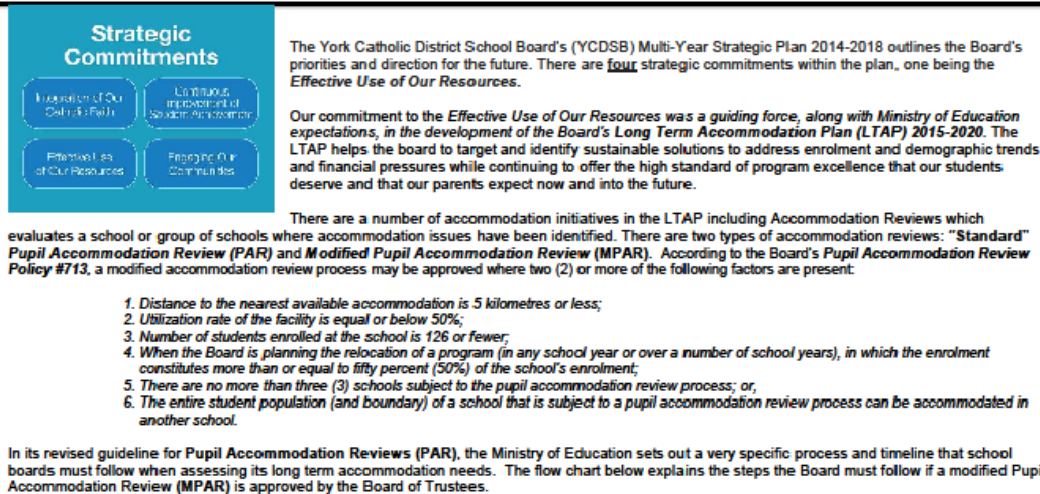 Strategic
Commitments
Integration of Our
Catholic Faith
Continuous
Improvement of
Student Achievement
Effective Use
of Our Resources
Engaging Our
Communities
The York Catholic District School Board's (YCDSB) Multi-Year Strategic Plan 2014-2018 outlines the Board's
priorities and direction for the future. There are four strategic commitments within the plan, one being the
Effective Use of Our Resources.
Our commitment to the Effective Use of Our Resources was a guiding force, along with Ministry of Education
expectations, in the development of the Board's Long Term Accommodation Plan (LTAP) 2015-2020. The
LTAP helps the board to target and identify sustainable solutions to address enrolment and demographic trends
and financial pressures while continuing to offer the high standard of program excellence that our students
deserve and that our parents expect now and into the future.
There are a number of accommodation initiatives in the LTAP including Accommodation Reviews which
evaluates a school or group of schools where accommodation issues have been identified. There are two types of accommodation reviews: "Standard"
Pupil Accommodation Review (PAR) and Modified Pupil Accommodation Review (MPAR). According to the Board's Pupil Accommodation Review
Policy #713, a modified accommodation review process may be approved where two (2) or more of the following factors are present:
1. Distance to the nearest available accommodation is 5 kilometres or less;
2. Utilization rate of the facility is equal or below 50%;
3. Number of students enrolled at the school is 126 or fewer;
4. When the Board is planning the relocation of a program (in any school year or over a number of school years), in which the enrolment
constitutes more than or equal to fifty percent (50%) of the school's enrolment;
5. There are no more than three (3) schools subject to the pupil accommodation review process; or,
6. The entire student population (and boundary) of a school that is subject to a pupil accommodation review process can be accommodated in
another school.
In its revised guideline for Pupil Accommodation Reviews (PAR), the Ministry of Education sets out a very specific process and timeline that school
boards must follow when assessing its long term accommodation needs. The flow chart below explains the steps the Board must follow if a modified Pupi
Accommodation Review (MPAR) is approved by the Board of Trustees.